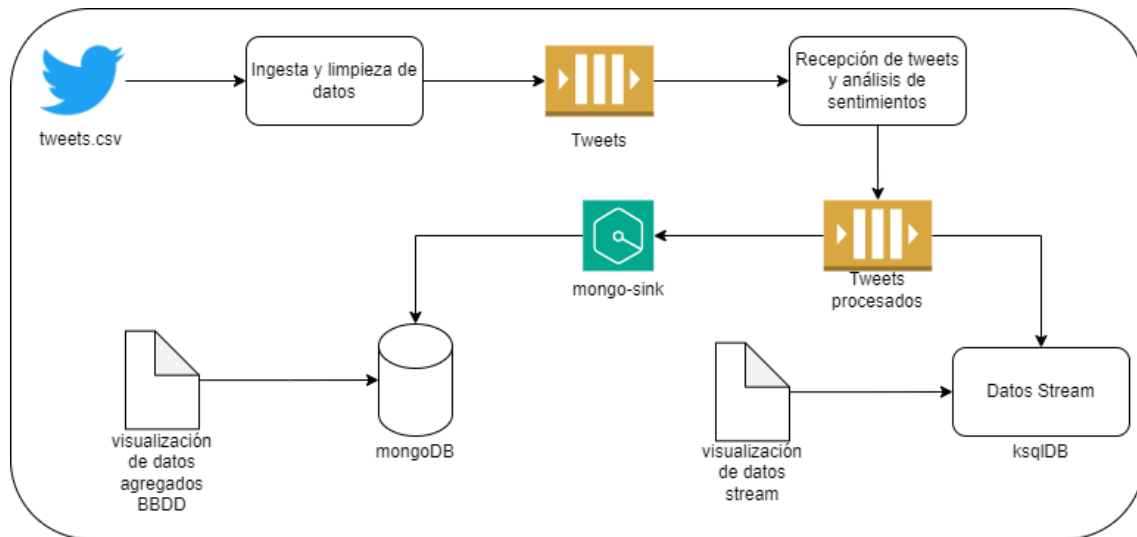 Ingesta y limpieza de
datos
Recepción de tweets
y análisis de
sentimientos
tweets.csv
Tweets
mongo-sink
Tweets
procesados
visualización
de datos
agregados
BBDD
mongoDB
visualización
de datos
stream
Datos Stream
ksqlDB